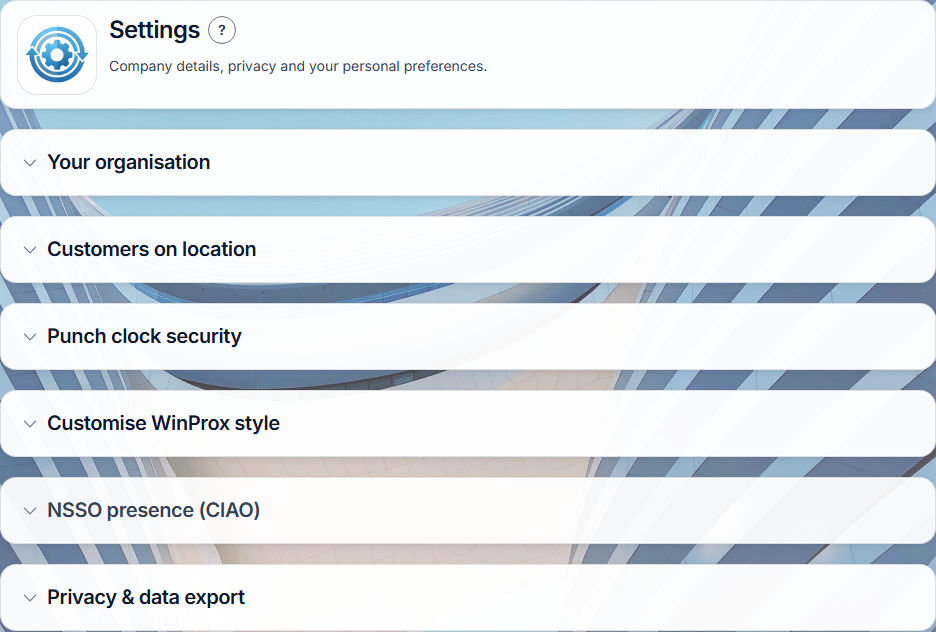 Settings ?
Company details, privacy and your personal preferences.
Your organisation
Customers on location
Punch clock security
Customise WinProx style
NSSO presence (CIAO)
Privacy & data export